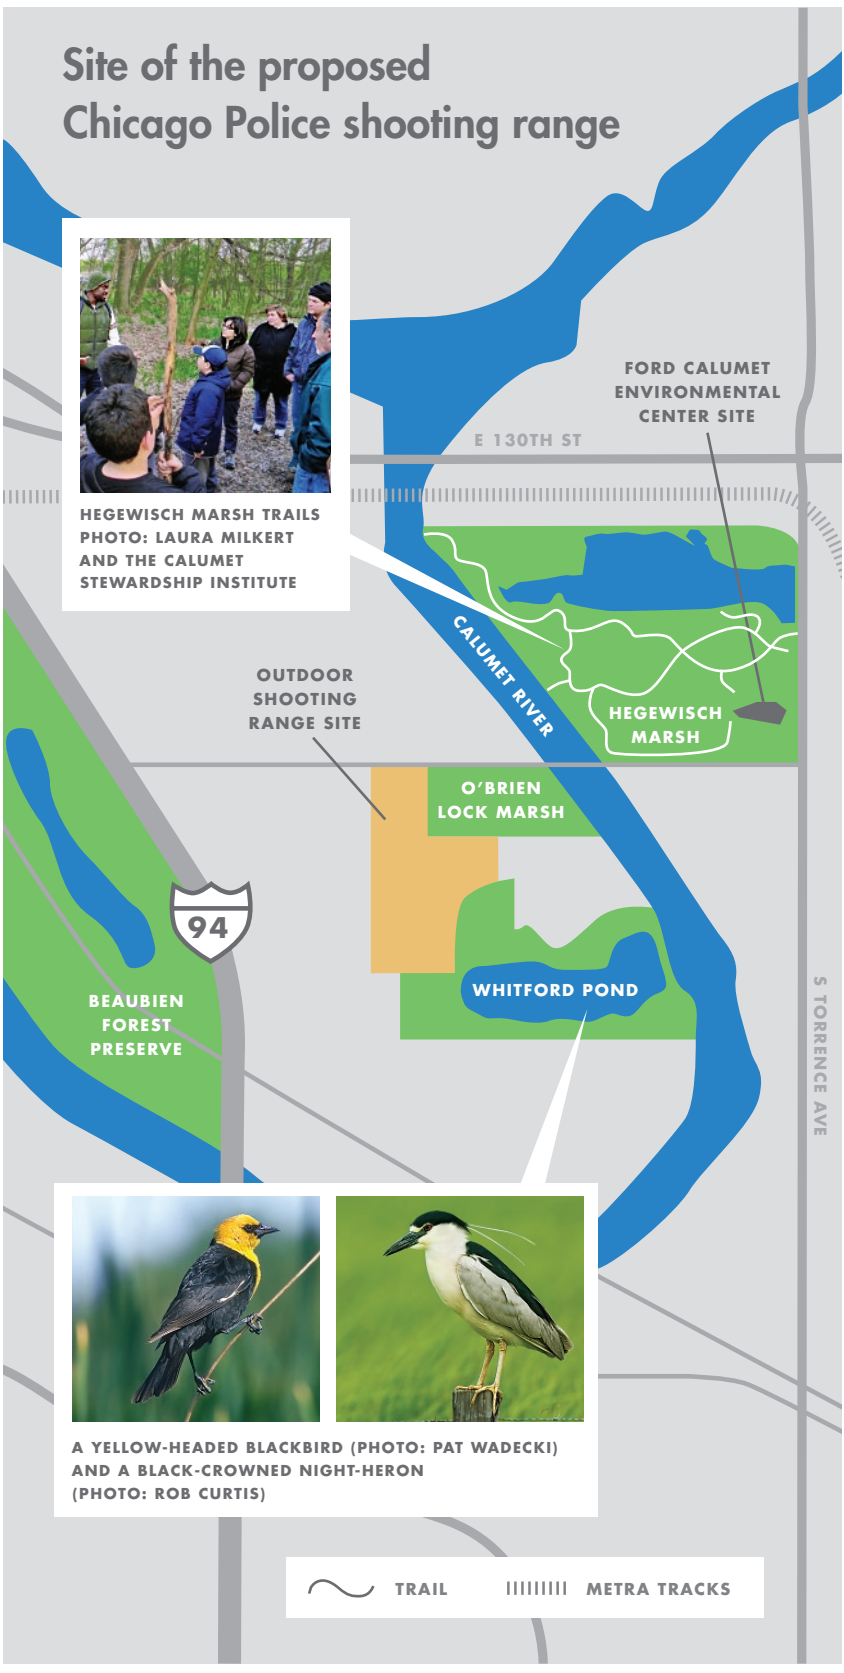 Site of the proposed
Chicago Police shooting range
FORD CALUMET
ENVIRONMENTAL
CENTER SITE
E 130TH ST
HEGEWISCH MARSH TRAILS
PHOTO: LAURA MILKERT
AND THE CALUMET
STEWARDSHIP INSTITUTE
CALUMET RIVER
OUTDOOR
SHOOTING
RANGE SITE
HEGEWISCH
MARSH
O'BRIEN
LOCK MARSH
94
WHITFORD POND
BEAUBIEN
FOREST
PRESERVE
S TORRENCE AVE
A YELLOW-HEADED BLACKBIRD (PHOTO: PAT WADECKI)
AND A BLACK-CROWNED NIGHT-HERON
(PHOTO: ROB CURTIS)
TRAIL
METRA TRACKS